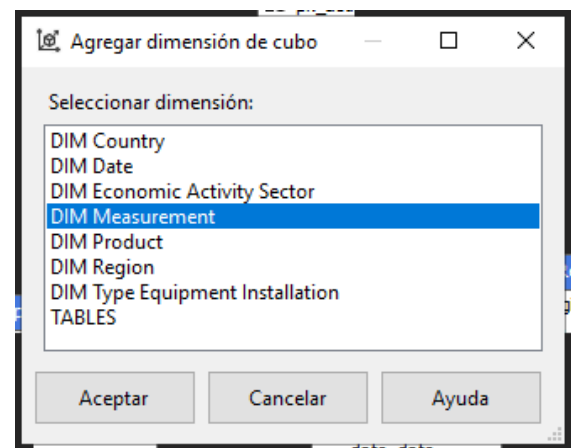 Agregar dimensión de cubo
Seleccionar dimensión:
DIM Country
DIM Date
DIM Economic Activity Sector
DIM Measurement
DIM Product
DIM Region
DIM Type Equipment Installation
TABLES
Aceptar Cancelar Ayuda